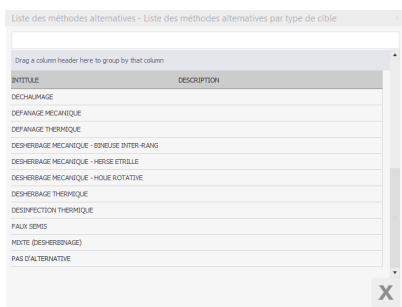 Liste des méthodes alternatives - Liste des méthodes alternatives par type de cible
Drag a column header here to group by that column
INTITULE DESCRIPTION
DECHAUMAGE
DEFANAGE MECANIQUE
DEFANAGE THERMIQUE
DESHERBAGE MECANIQUE - BINEUSE INTER-RANG
DESHERBAGE MECANIQUE - HERSE ETRILLE
DESHERBAGE MECANIQUE - HOUE ROTATIVE
DESHERBAGE THERMIQUE
DESINFECTION THERMIQUE
FAUX SEMIS
MIXTE (DESHERBINAGE)
PAS D'ALTERNATIVE
X